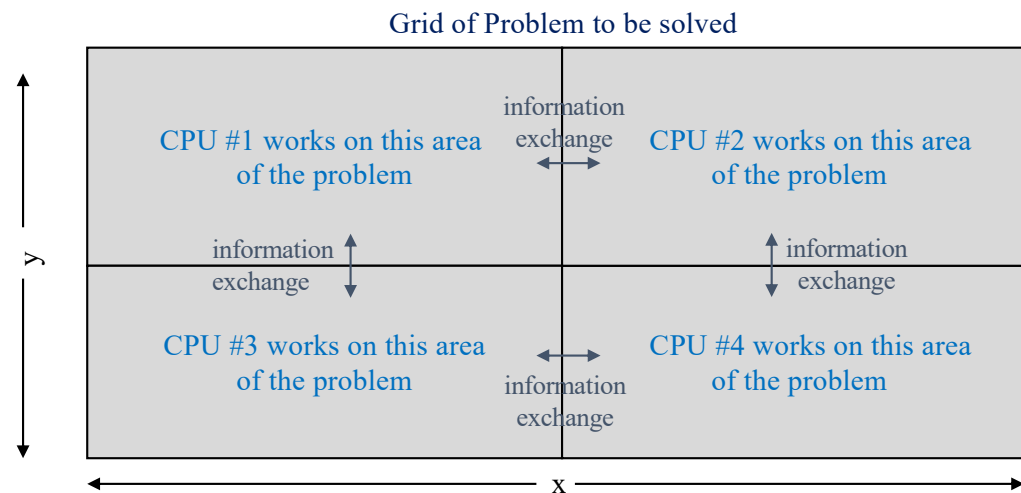 Grid of Problem to be solved
information
exchange
CPU #1 works on this area
of the problem
CPU #2 works on this area
of the problem
y
information
exchange
information
exchange
CPU #3 works on this area
of the problem
CPU #4 works on this area
of the problem
information
exchange
x